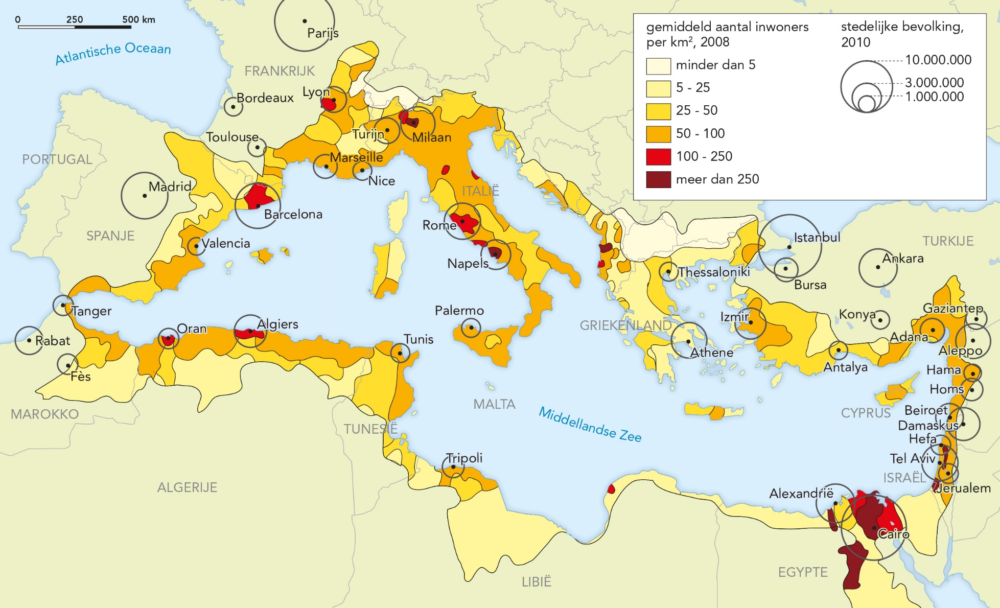 0 250 500 km
Atlantische Oceaan
Parijs
FRANKRIJK
Lyon
Bordeaux
Toulouse
Turijn
Milaan
Marseille
Nice
PORTUGAL
Madrid
Barcelona
SPANJE
Valencia
ITALIË
Rome
Napels
Palermo
Tanger
Rabat
Fès
Oran
Algiers
Tunis
MAROKKO
ALGERIJE
TUNESIË
Tripoli
MALTA
Middellandse Zee
LIBIË
gemiddeld aantal inwoners
per km², 2008
minder dan 5
5 - 25
25 - 50
50 - 100
100 - 250
meer dan 250
stedelijke bevolking,
2010
10.000.000
3.000.000
1.000.000
Istanbul
TURKIJE
Ankara
Bursa
Thessaloniki
GRIEKENLAND
Izmir
Athene
Konya
Gaziantep
Adana
Aleppo
Antalya
Hama
Homs
CYPRUS
Beiroet
Damaskus
Hefa
Tel Aviv
ISRAËL
Jerualem
Alexandrië
Cairo
EGYPTE